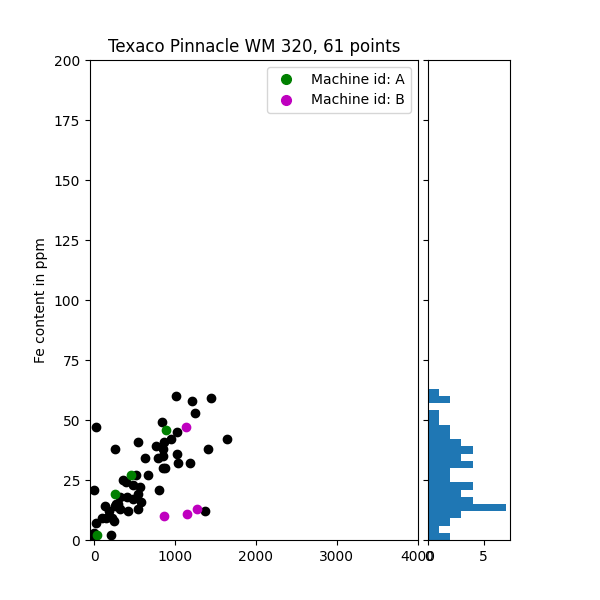 Texaco Pinnacle WM 320, 61 points
Machine id: A
Machine id: B
Fe content in ppm
200
175
150
125
100
75
50
25
0
0 1000 2000 3000 4000
0 5